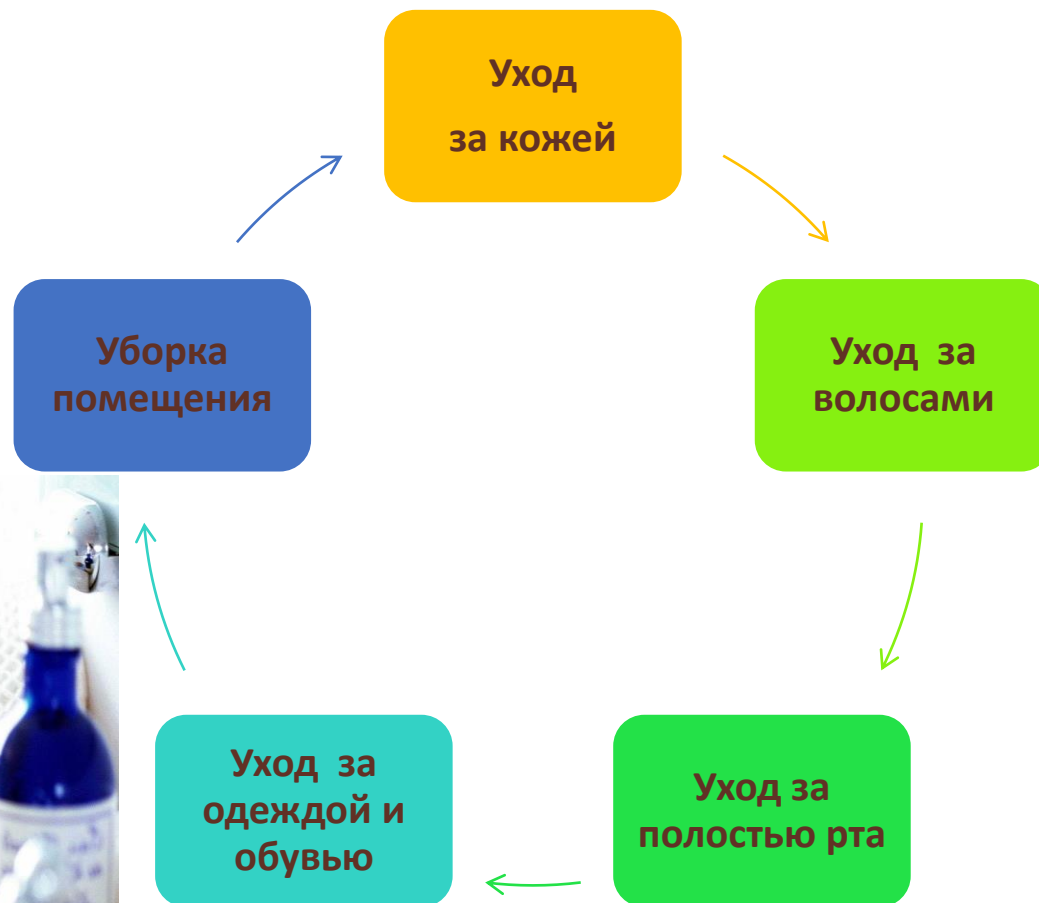 Уход
за кожей
Уход за
волосами
Уход за
полостью рта
Уход за
одеждой и
обувью
Уборка
помещения